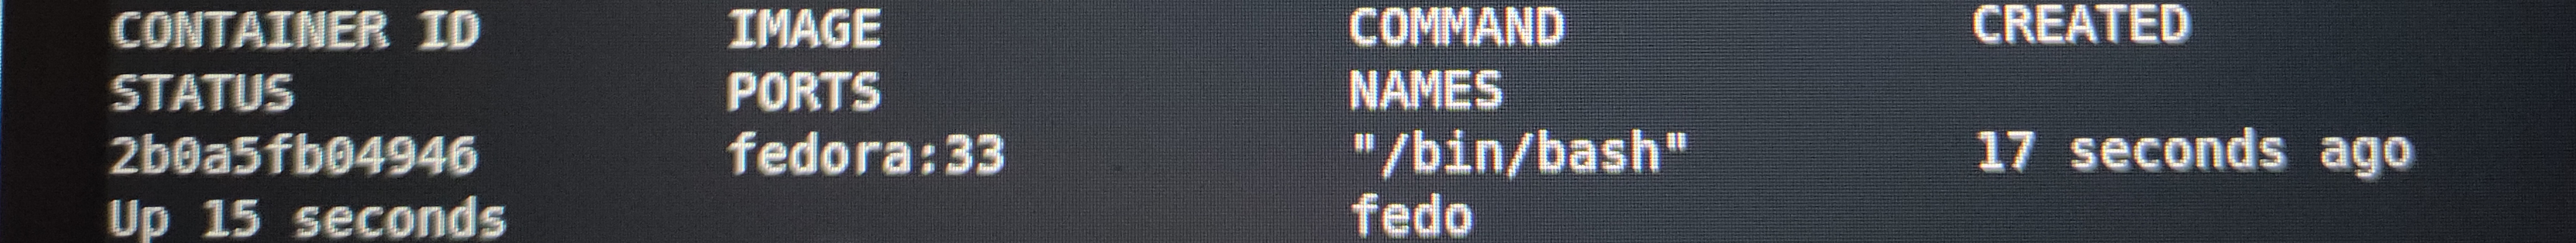 CONTAINER ID IMAGE COMMAND CREATED
STATUS PORTS NAMES
2b0a5fb04946 fedora:33 "/bin/bash" 17 seconds ago
Up 15 seconds fedo